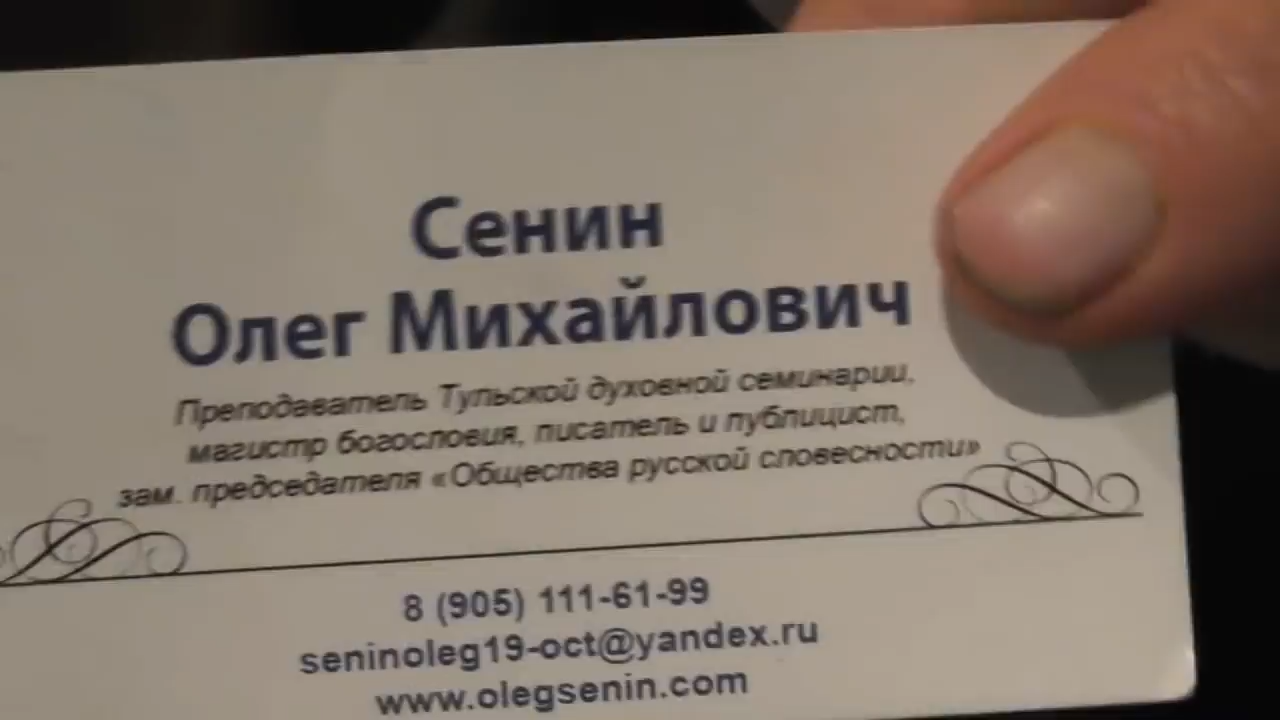 Сенин
Олег Михайлович
Преподаватель Тульской духовной семинарии,
магистр богословия, писатель и публицист,
зам. председателя «Общества русской словесности»
8 (905) 111-61-99
seninoleg19-oct@yandex.ru
www.olegsenin.com